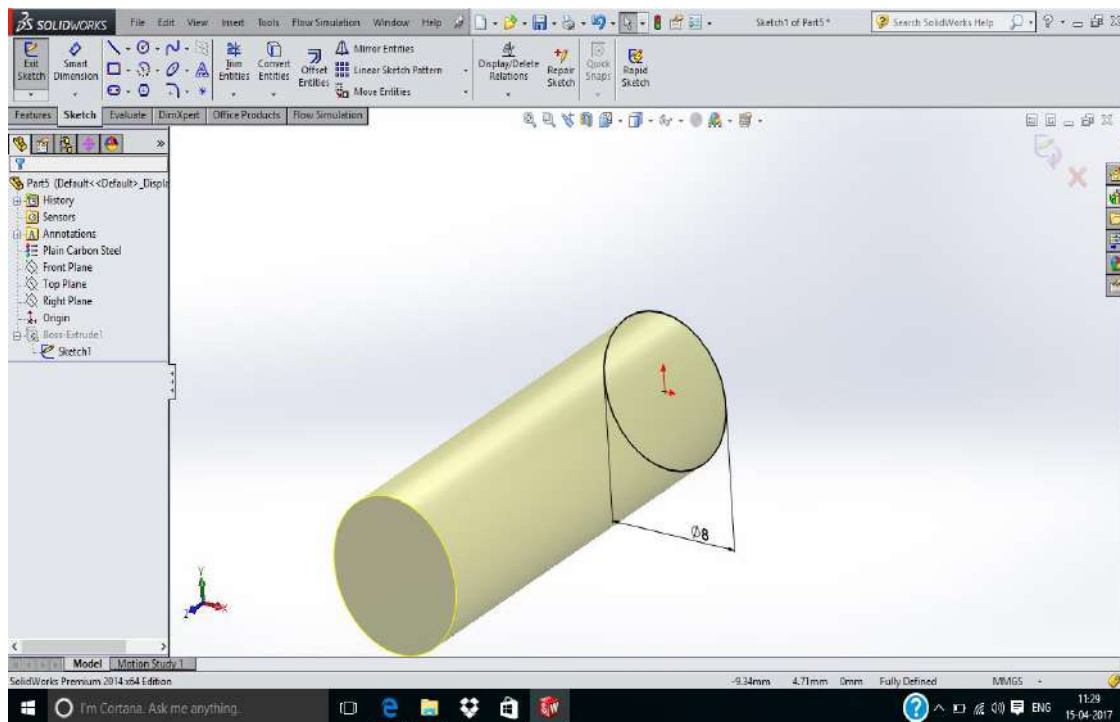 SOLIDWORKS File Edit View Insert Tools Flow Simulation Window Help Sketch1 of Part5 * Search SolidWorks Help
Exit Sketch
Smart Dimension
Trim Entities
Convert Entities
Offset Entities
Mirror Entities
Linear Sketch Pattern
Move Entities
Display/Delete Relations
Repair Sketch
Quick Snaps
Rapid Sketch
Features Sketch Evaluate DimXpert Office Products Flow Simulation
Part5 (Default<<Default>_Displa
History
Sensors
A Annotations
Plain Carbon Steel
Front Plane
Top Plane
Right Plane
Origin
Boss-Extrude1
Sketch1
Ø8
Y
X
Z
Model Motion Study 1
SolidWorks Premium 2014 x64 Edition -9.34mm 4.71mm 0mm Fully Defined MMGS -
I'm Cortana. Ask me anything. ENG 11:29
15-04-2017